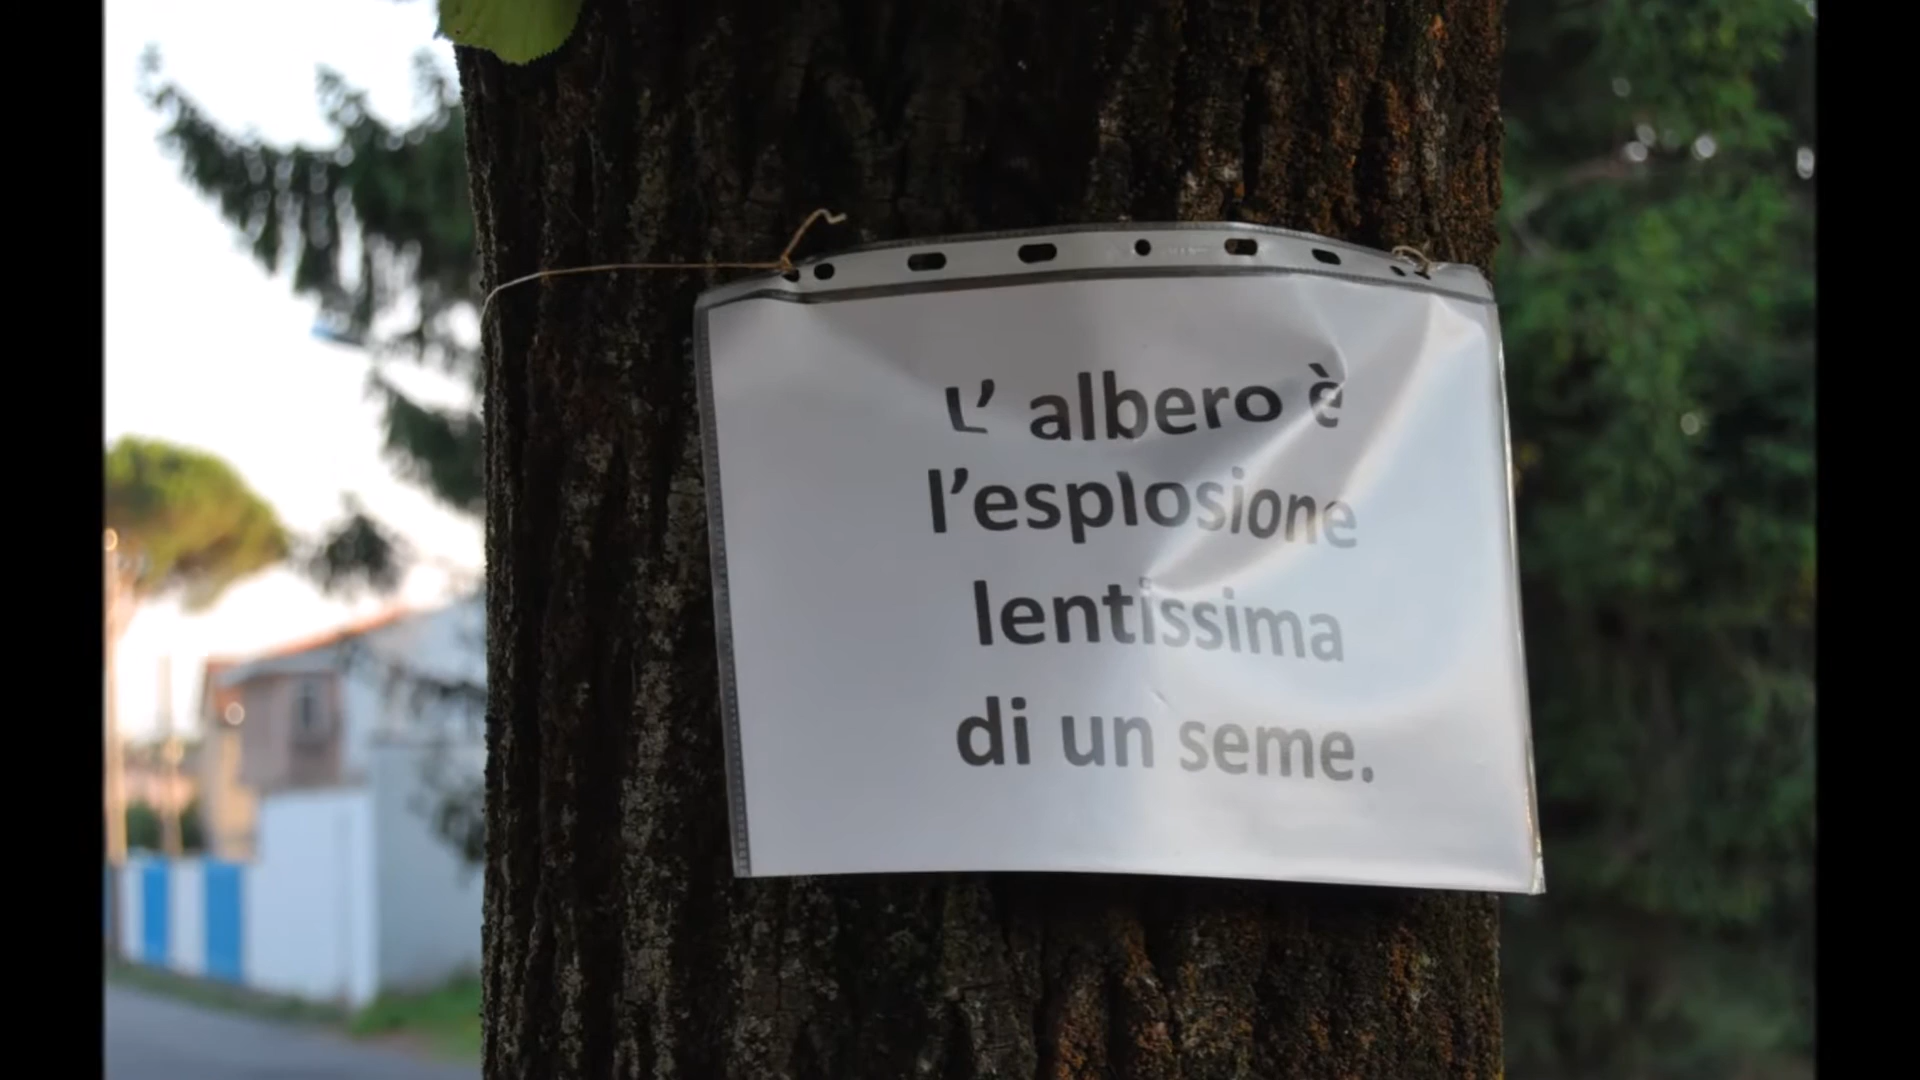 L' albero è
l'esplosione
lentissima
di un seme.